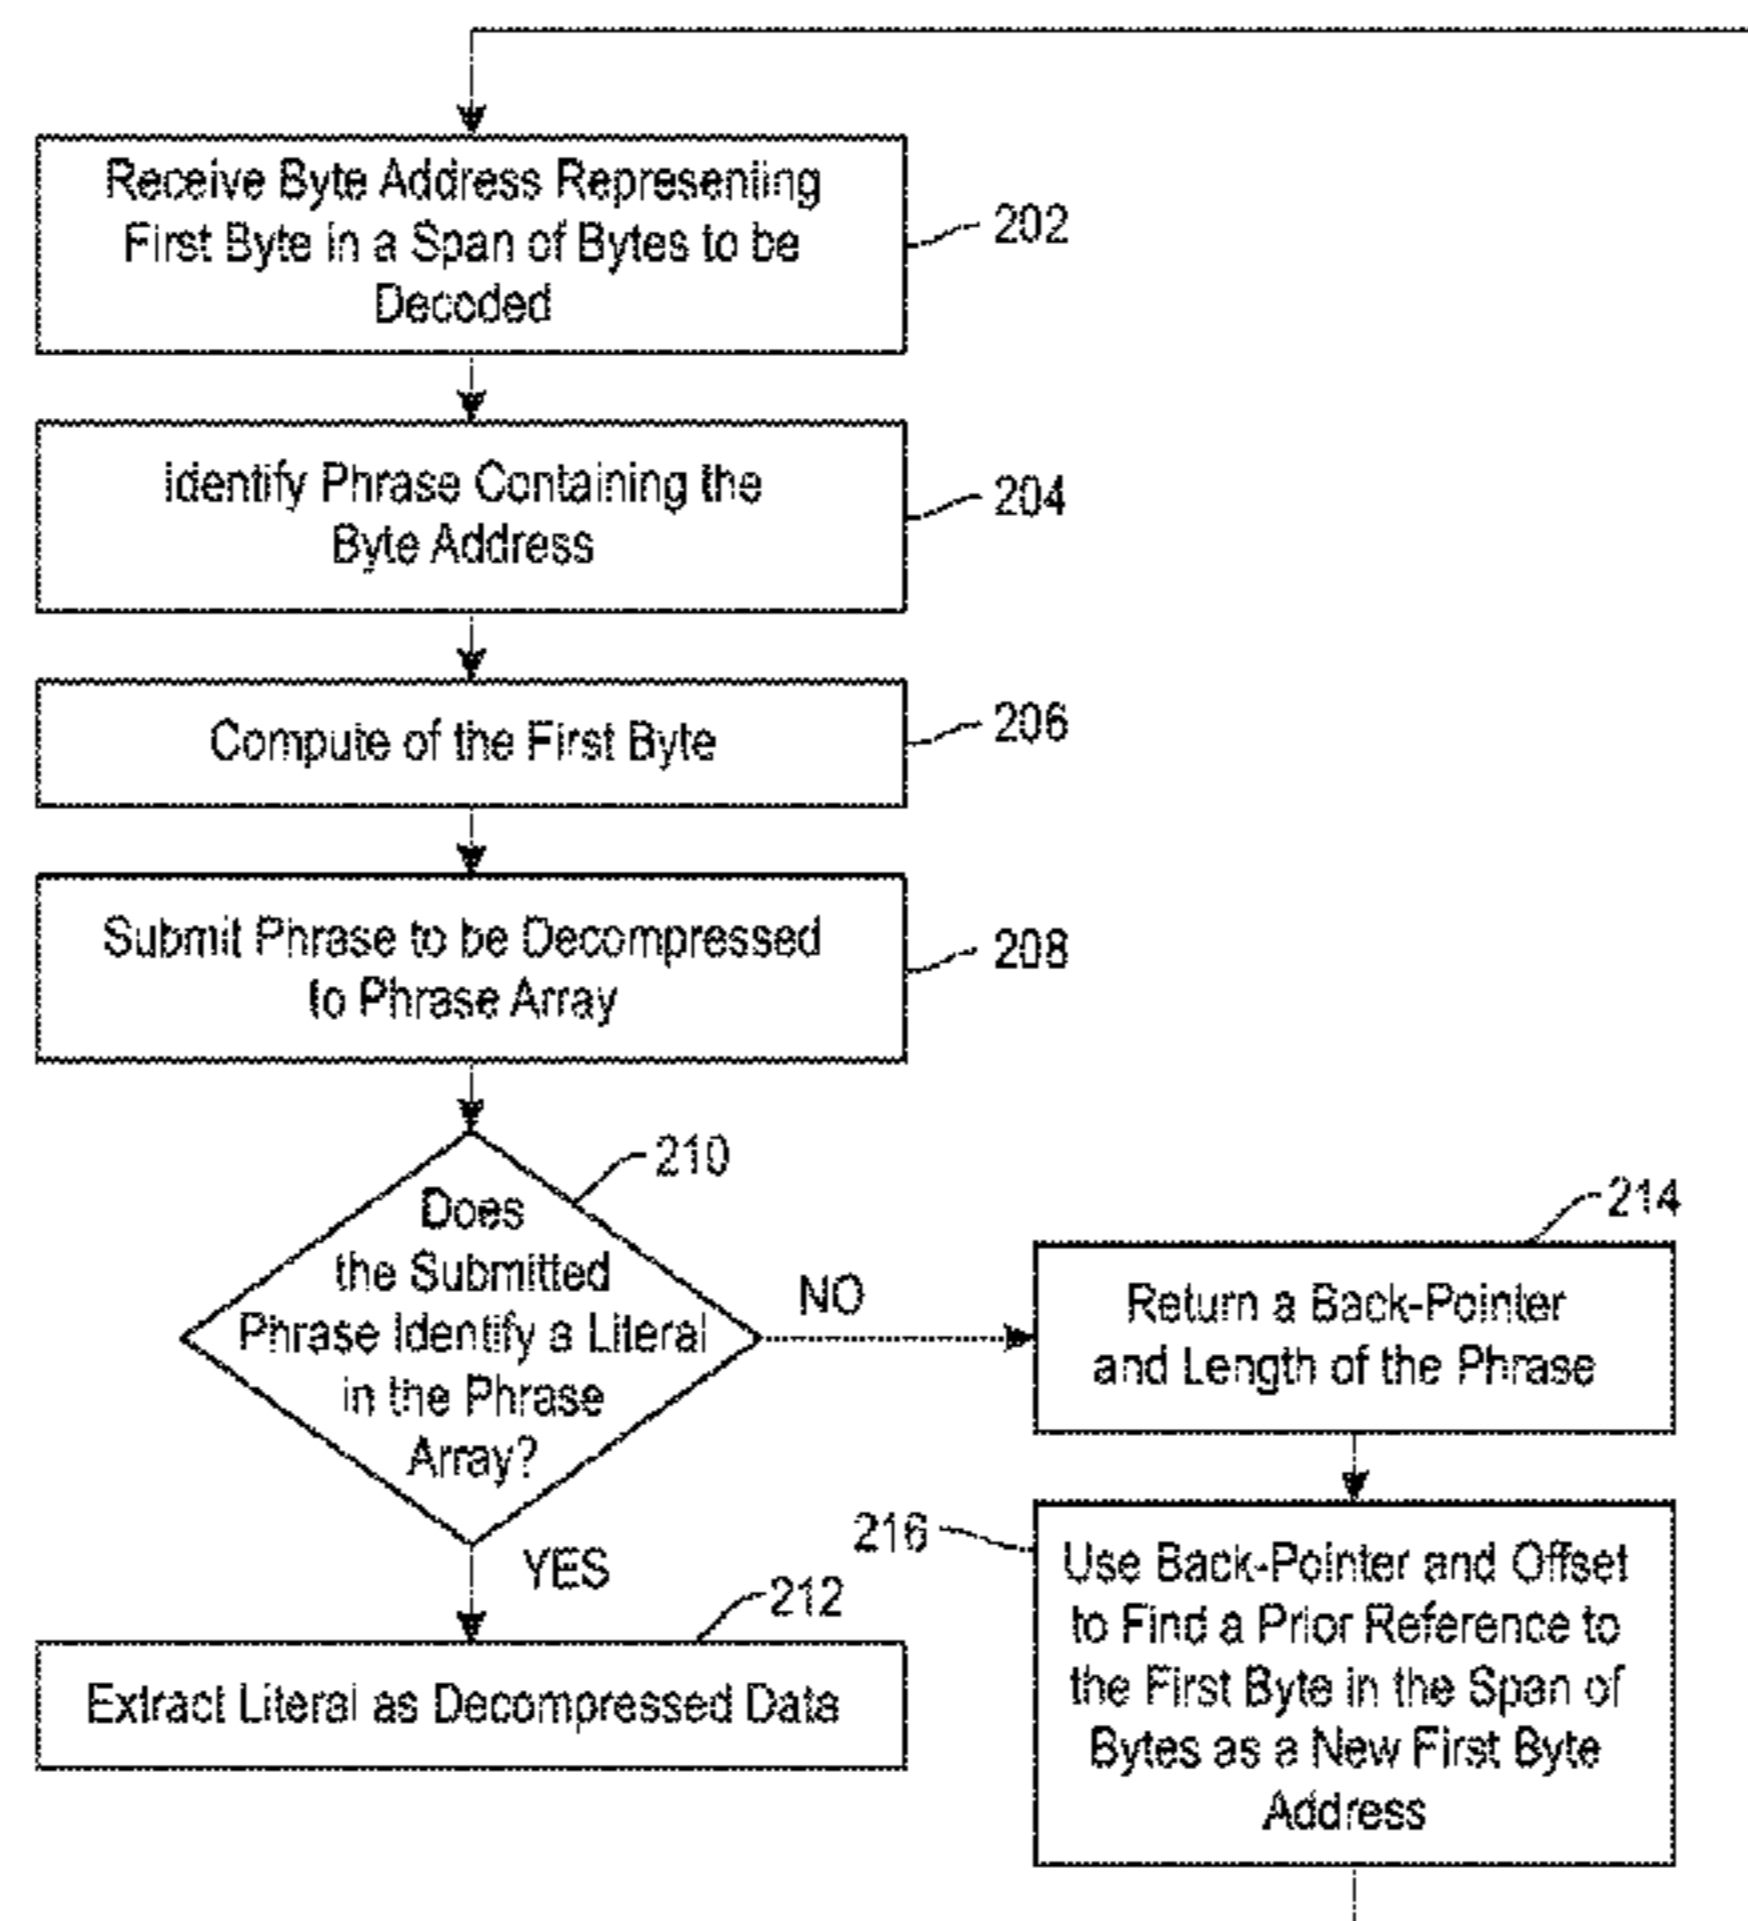 Receive Byte Address Representing
First Byte in a Span of Bytes to be
Decoded
202
Identify Phrase Containing the
Byte Address
204
Compute of the First Byte
206
Submit Phrase to be Decompressed
to Phrase Array
208
210
Does
the Submitted
Phrase Identify a Literal
in the Phrase
Array?
NO
YES
212
Extract Literal as Decompressed Data
214
Return a Back-Pointer
and Length of the Phrase
216
Use Back-Pointer and Offset
to Find a Prior Reference to
the First Byte in the Span of
Bytes as a New First Byte
Address